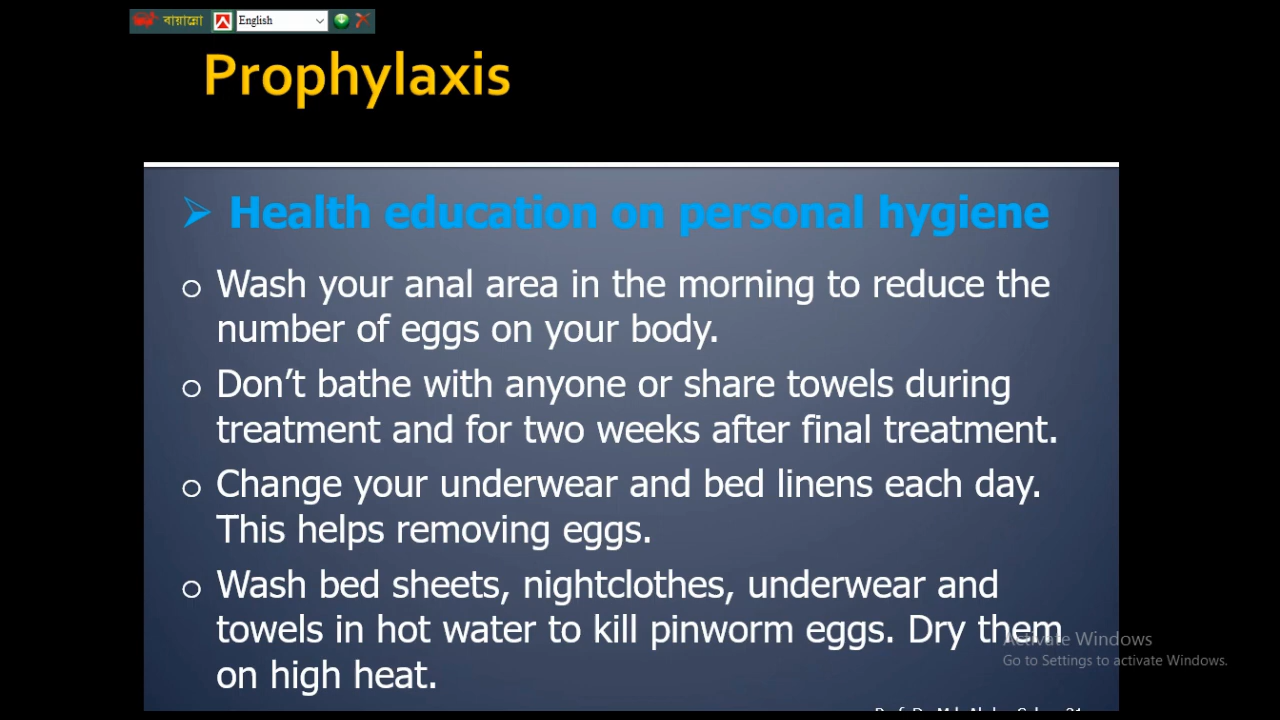 বায়ান্নো English
Prophylaxis
➢ Health education on personal hygiene
o Wash your anal area in the morning to reduce the
number of eggs on your body.
o Don’t bathe with anyone or share towels during
treatment and for two weeks after final treatment.
o Change your underwear and bed linens each day.
This helps removing eggs.
o Wash bed sheets, nightclothes, underwear and
towels in hot water to kill pinworm eggs. Dry them
on high heat.
Activate Windows
Go to Settings to activate Windows.